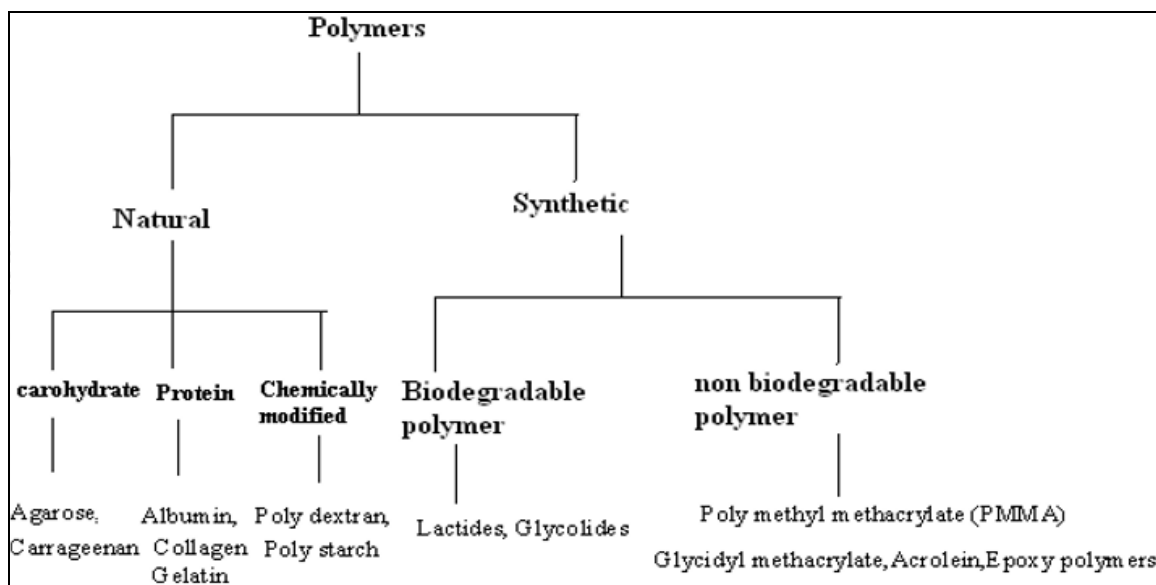 Polymers
Natural
Synthetic
carohydrate
Protein
Chemically
modified
Biodegradable
polymer
non biodegradable
polymer
Agarose,
Carrageenan
Albumin,
Collagen
Gelatin
Poly dextran,
Poly starch
Lactides, Glycolides
Poly methyl methacrylate (PMMA)
Glycidyl methacrylate,Acrolein,Epoxy polymers